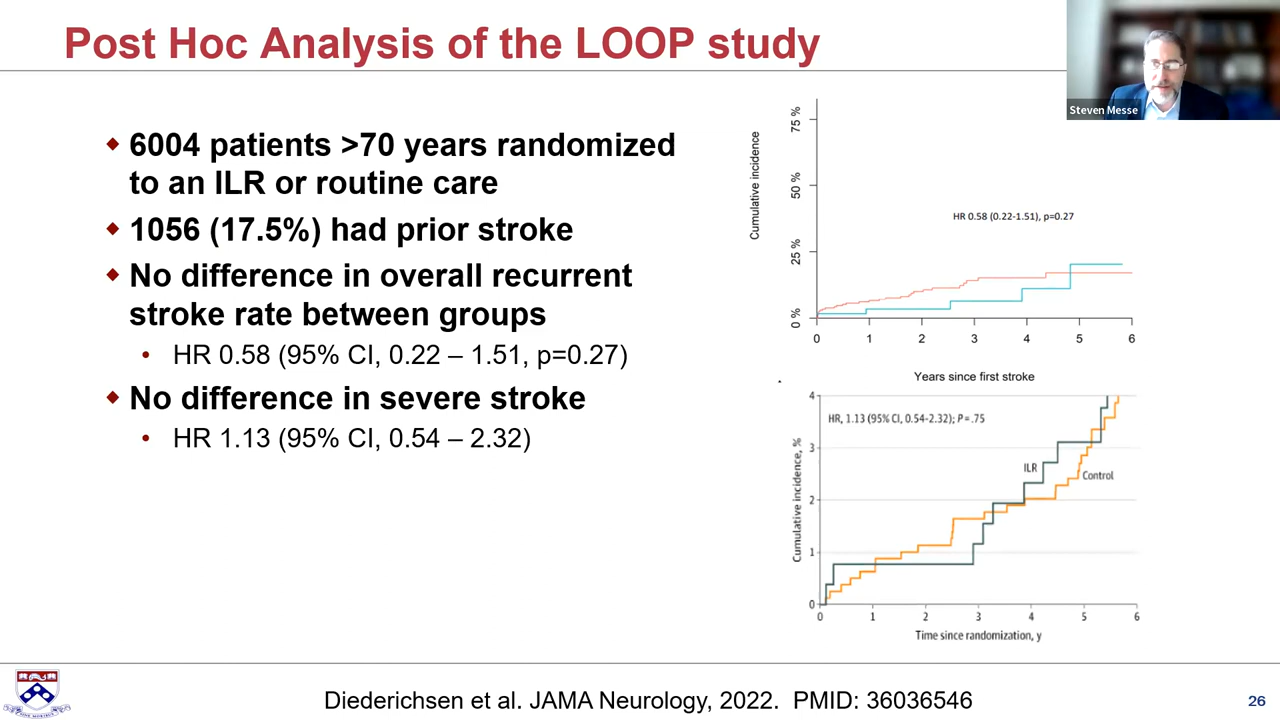 Post Hoc Analysis of the LOOP study
Steven Messe
6004 patients >70 years randomized
to an ILR or routine care
1056 (17.5%) had prior stroke
No difference in overall recurrent
stroke rate between groups
• HR 0.58 (95% CI, 0.22 – 1.51, p=0.27)
No difference in severe stroke
• HR 1.13 (95% CI, 0.54 – 2.32)
Cumulative incidence
75 %
50 %
25 %
0 %
HR 0.58 (0.22-1.51), p=0.27
0 1 2 3 4 5 6
Years since first stroke
Cumulative incidence, %
4
3
2
1
0
HR, 1.13 (95% CI, 0.54-2.32); P = .75
ILR
Control
0 1 2 3 4 5 6
Time since randomization, y
Diederichsen et al. JAMA Neurology, 2022. PMID: 36036546
26